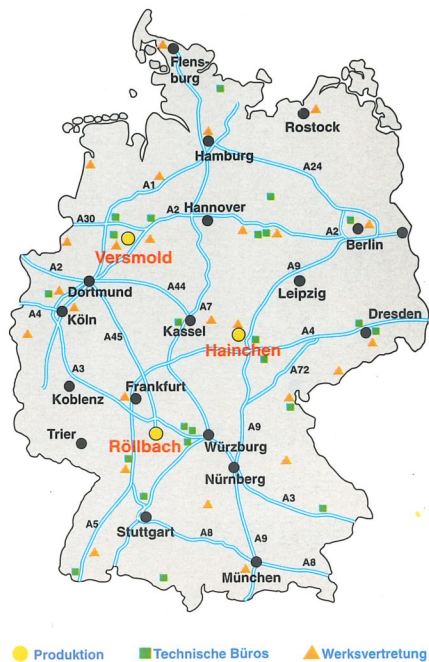 Flens-
burg
Rostock
Hamburg
A24
A1
A30
A2
Hannover
A2
Versmold
Berlin
A9
A2
Dortmund
A44
Leipzig
A4
Köln
A7
Dresden
A45
Kassel
Hainchen
A4
A3
A72
Koblenz
Frankfurt
Trier
A9
Röllbach
Würzburg
Nürnberg
A3
A5
Stuttgart
A8
A9
A8
München
Produktion
Technische Büros
Werksvertretung